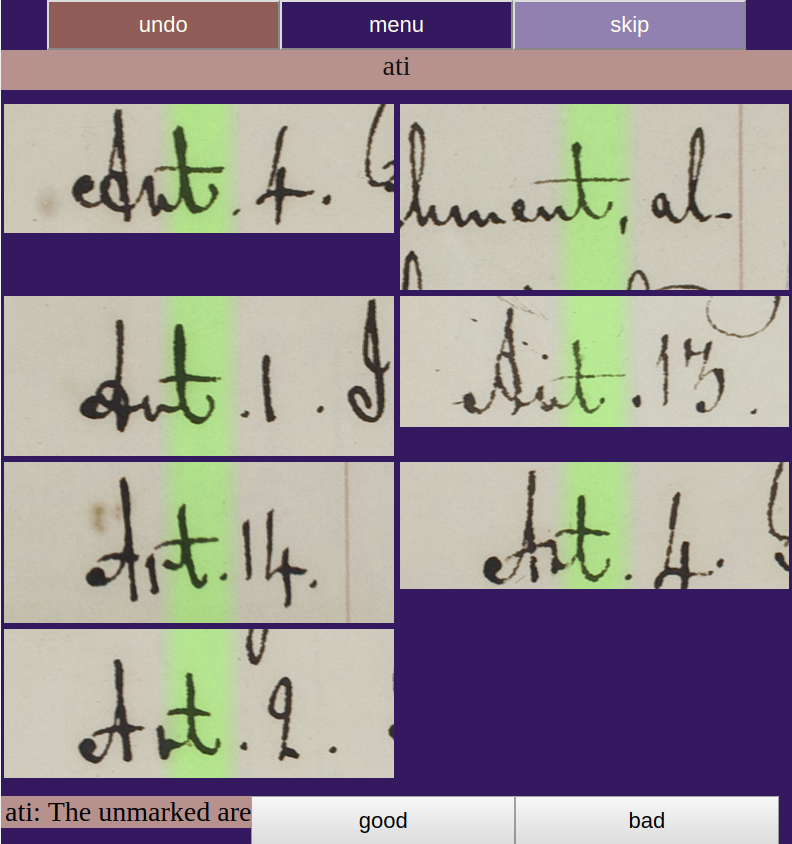 undo menu skip
ati
Art. 4.
hment, al-
Art. 1.
Art. 13.
Art. 14.
Art. 4.
Art. 2.
ati: The unmarked are
good bad